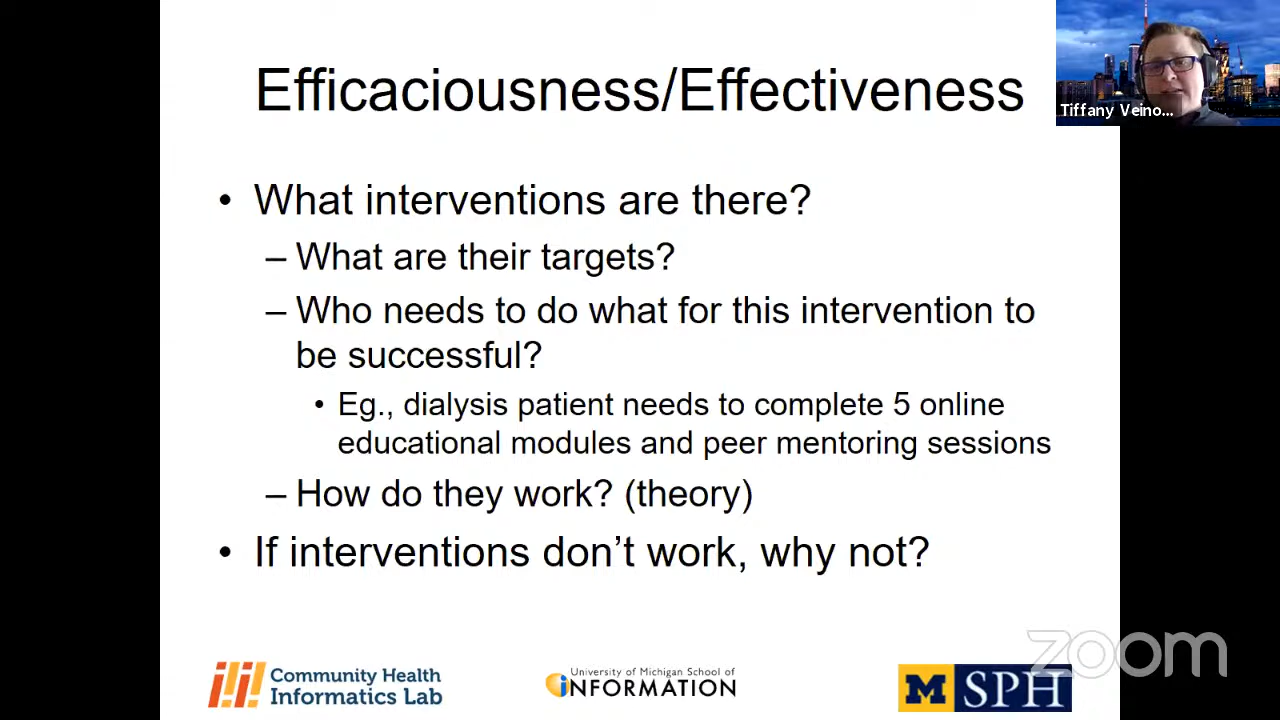 Efficaciousness/Effectiveness
Tiffany Veino...
• What interventions are there?
– What are their targets?
– Who needs to do what for this intervention to
be successful?
• Eg., dialysis patient needs to complete 5 online
educational modules and peer mentoring sessions
– How do they work? (theory)
• If interventions don’t work, why not?
zoom
Community Health
Informatics Lab
University of Michigan School of
INFORMATION
M SPH